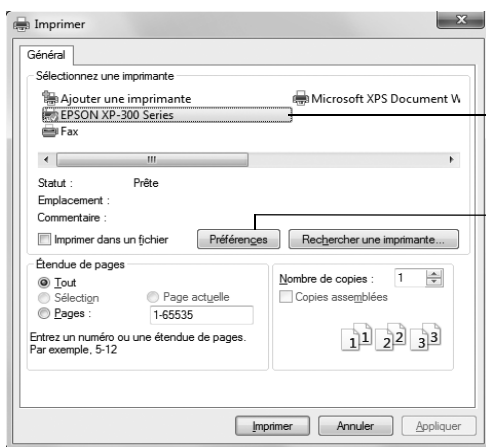 Imprimer
Général
Sélectionnez une imprimante
Ajouter une imprimante
Microsoft XPS Document W
EPSON XP-300 Series
Fax
Statut : Prête
Emplacement :
Commentaire :
Imprimer dans un fichier
Préférences
Rechercher une imprimante...
Étendue de pages
Tout
Sélection
Page actuelle
Pages :
1-65535
Entrez un numéro ou une étendue de pages.
Par exemple, 5-12
Nombre de copies : 1
Copies assemblées
1 1 2 2 3 3
Imprimer
Annuler
Appliquer